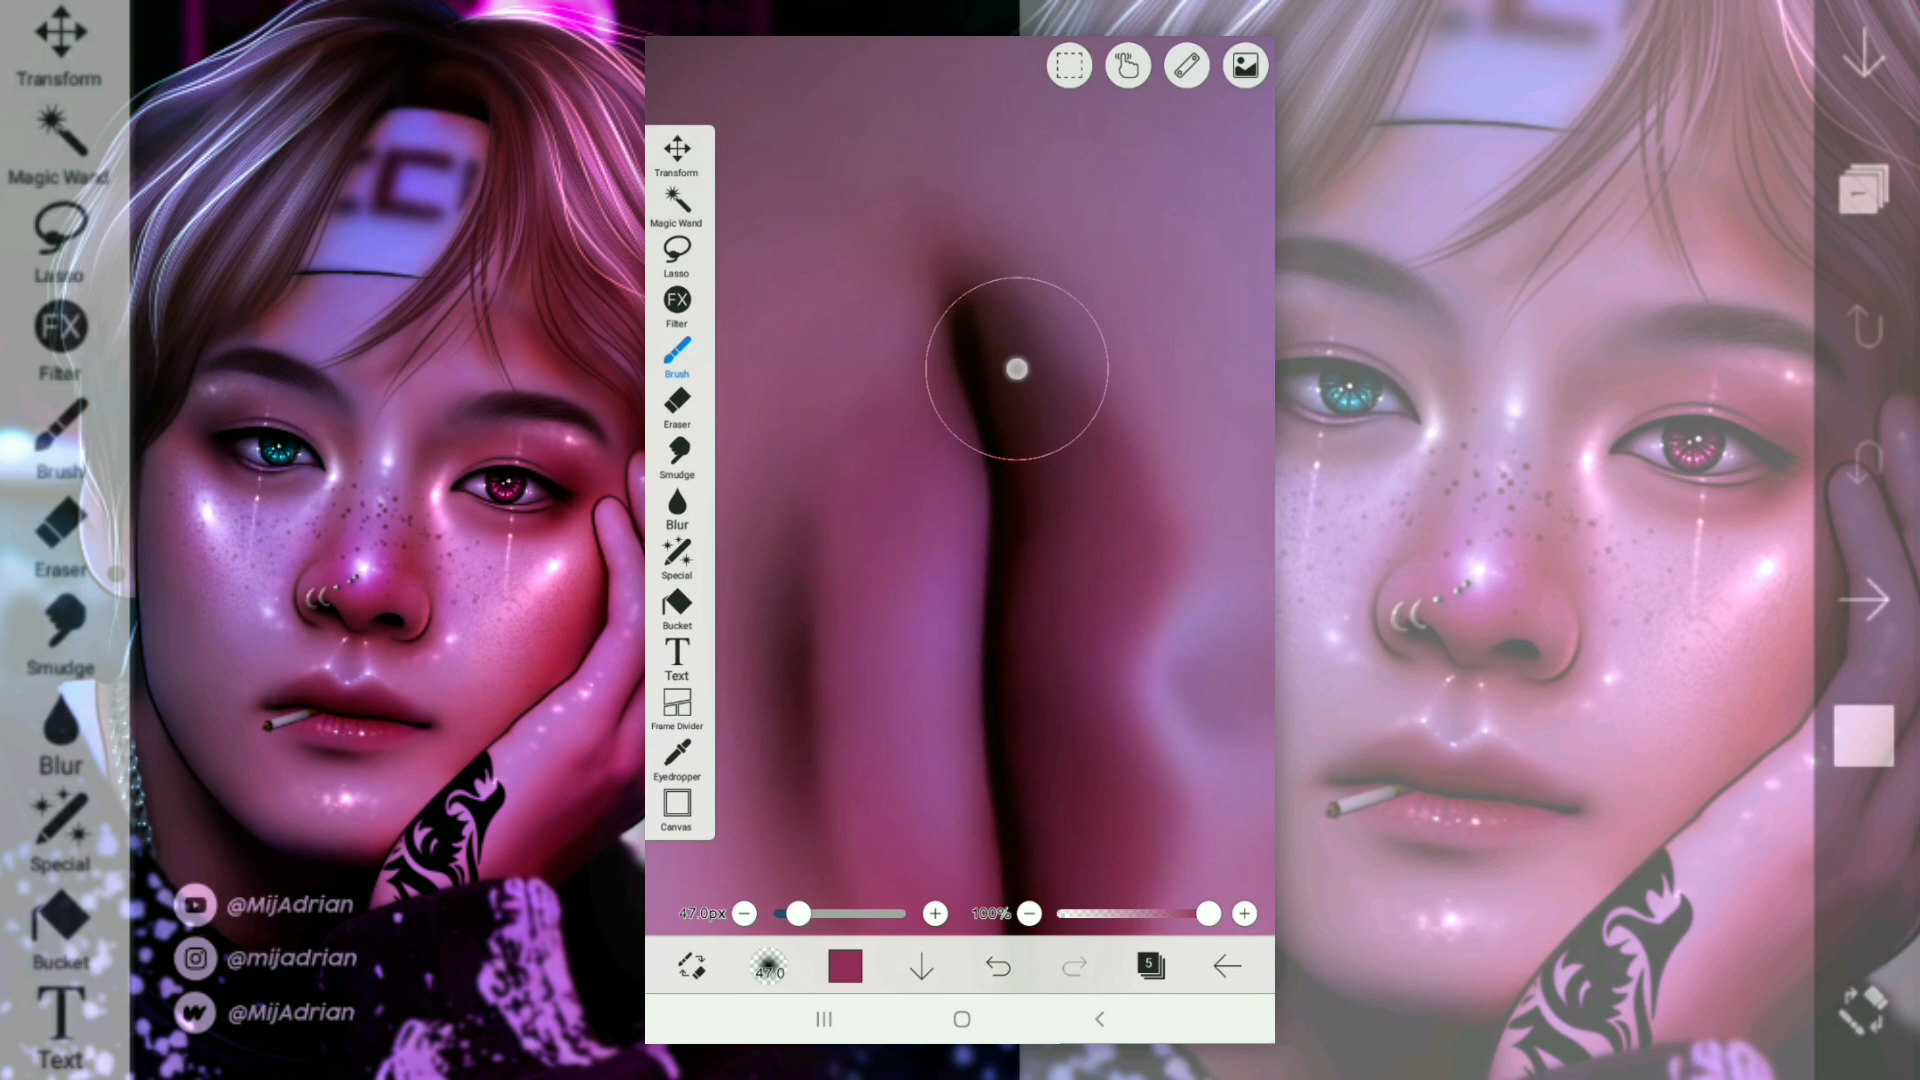 Transform
Magic Wand
Lasso
Filter
Brush
Eraser
Smudge
Blur
Special
Bucket
Text
@MijAdrian
@mijadrian
@MijAdrian
Transform
Magic Wand
Lasso
FX
Filter
Brush
Eraser
Smudge
Blur
Special
Bucket
T
Text
Frame Divider
Eyedropper
Canvas
47.0px
100%
47.0
5